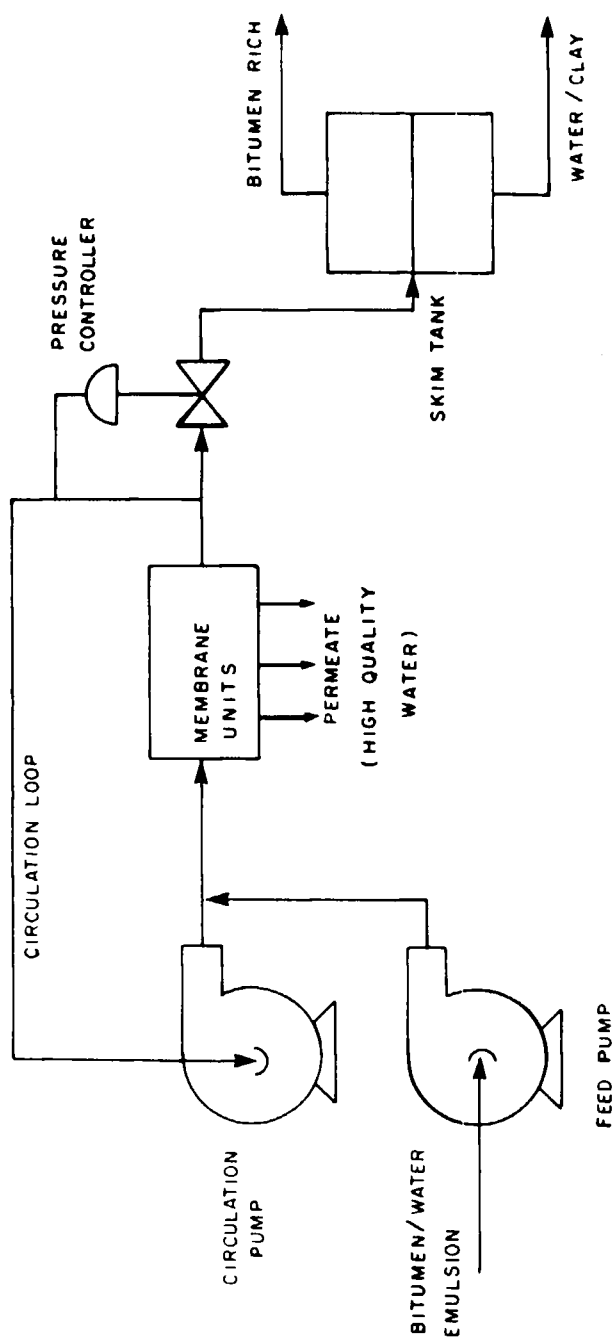 CIRCULATION LOOP
PRESSURE
CONTROLLER
CIRCULATION
PUMP
MEMBRANE
UNITS
PERMEATE
(HIGH QUALITY
WATER)
BITUMEN/WATER
EMULSION
FEED PUMP
SKIM TANK
BITUMEN RICH
WATER/CLAY